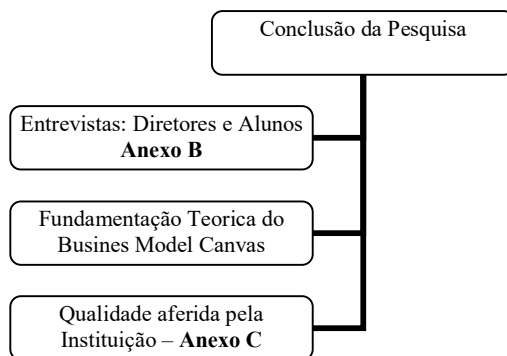 Conclusão da Pesquisa
Entrevistas: Diretores e Alunos
Anexo B
Fundamentação Teorica do
Busines Model Canvas
Qualidade aferida pela
Instituição – Anexo C